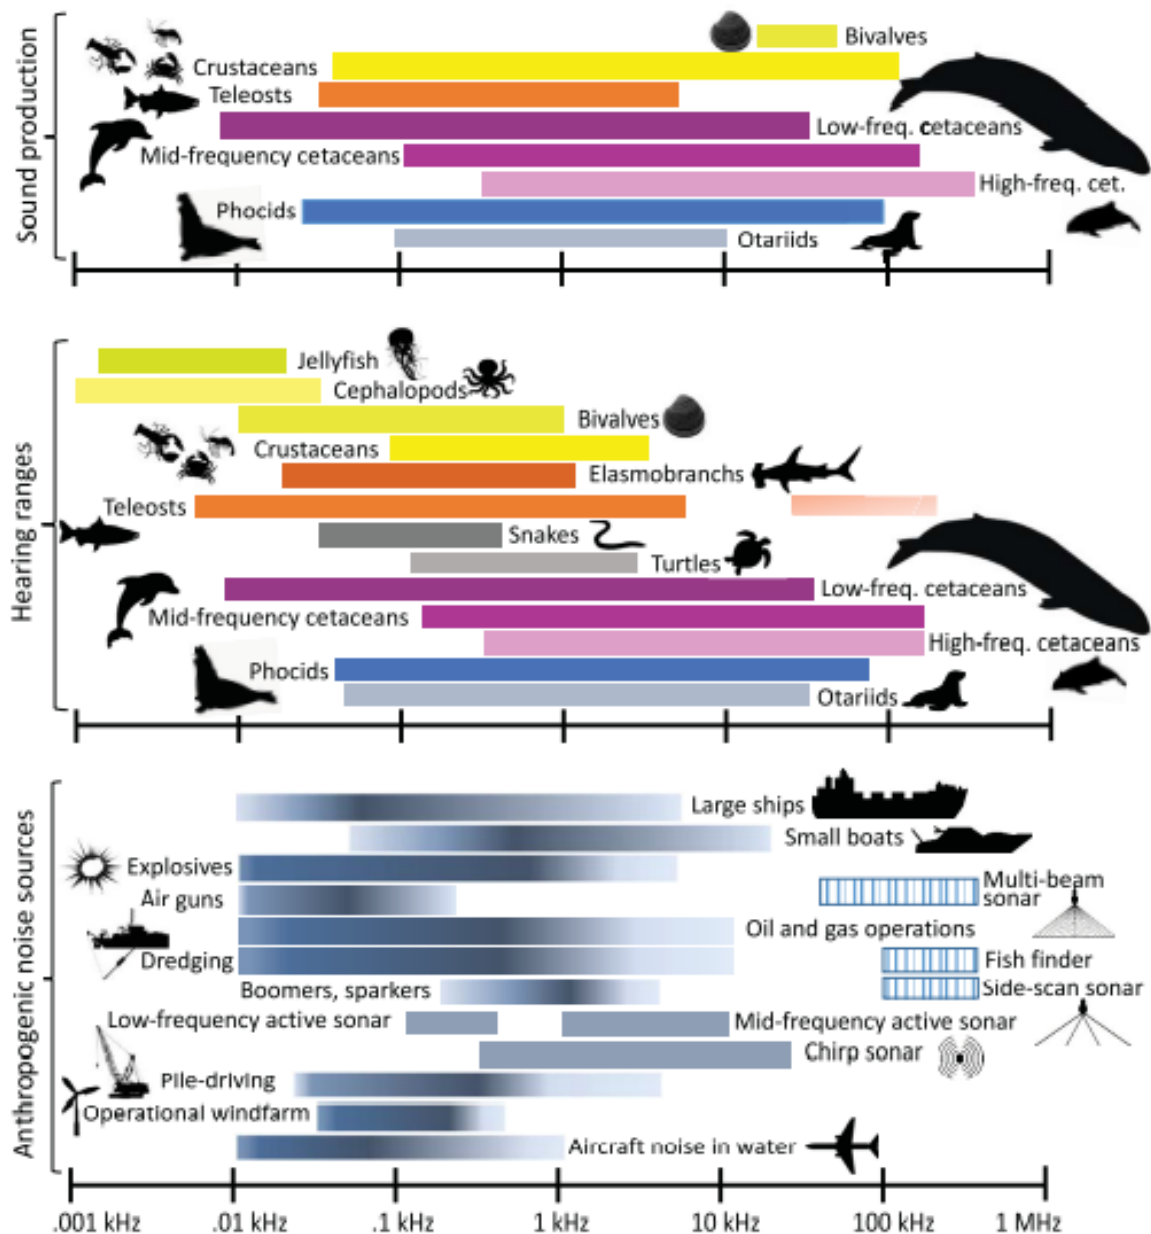 Sound production
Bivalves
Crustaceans
Teleosts
Low-freq. cetaceans
Mid-frequency cetaceans
High-freq. cet.
Phocids
Otariids
Hearing ranges
Jellyfish
Cephalopods
Bivalves
Crustaceans
Elasmobranchs
Teleosts
Snakes
Turtles
Low-freq. cetaceans
Mid-frequency cetaceans
High-freq. cetaceans
Phocids
Otariids
Anthropogenic noise sources
Large ships
Small boats
Explosives
Multi-beam
sonar
Air guns
Oil and gas operations
Dredging
Fish finder
Side-scan sonar
Boomers, sparkers
Low-frequency active sonar
Mid-frequency active sonar
Chirp sonar
Pile-driving
Operational windfarm
Aircraft noise in water
.001 kHz .01 kHz .1 kHz 1 kHz 10 kHz 100 kHz 1 MHz